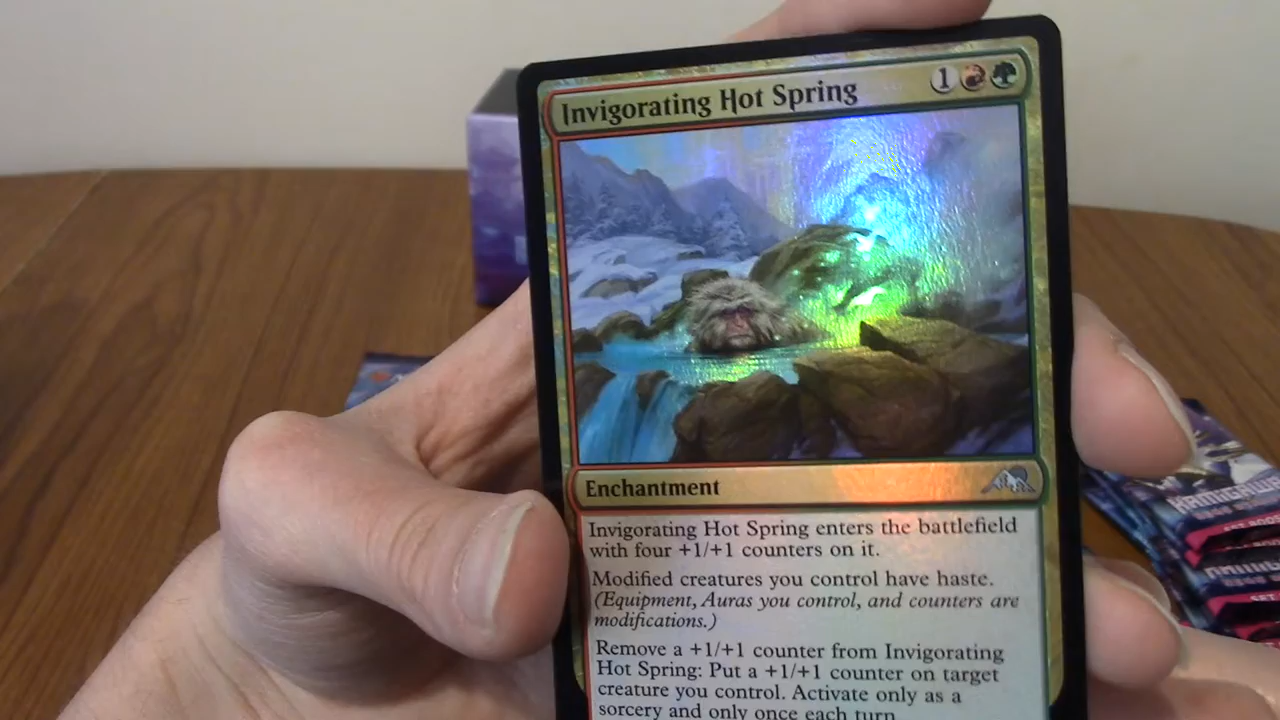 Invigorating Hot Spring
1
Enchantment
Invigorating Hot Spring enters the battlefield
with four +1/+1 counters on it.
Modified creatures you control have haste.
(Equipment, Auras you control, and counters are
modifications.)
Remove a +1/+1 counter from Invigorating
Hot Spring: Put a +1/+1 counter on target
creature you control. Activate only as a
sorcery and only once each turn.